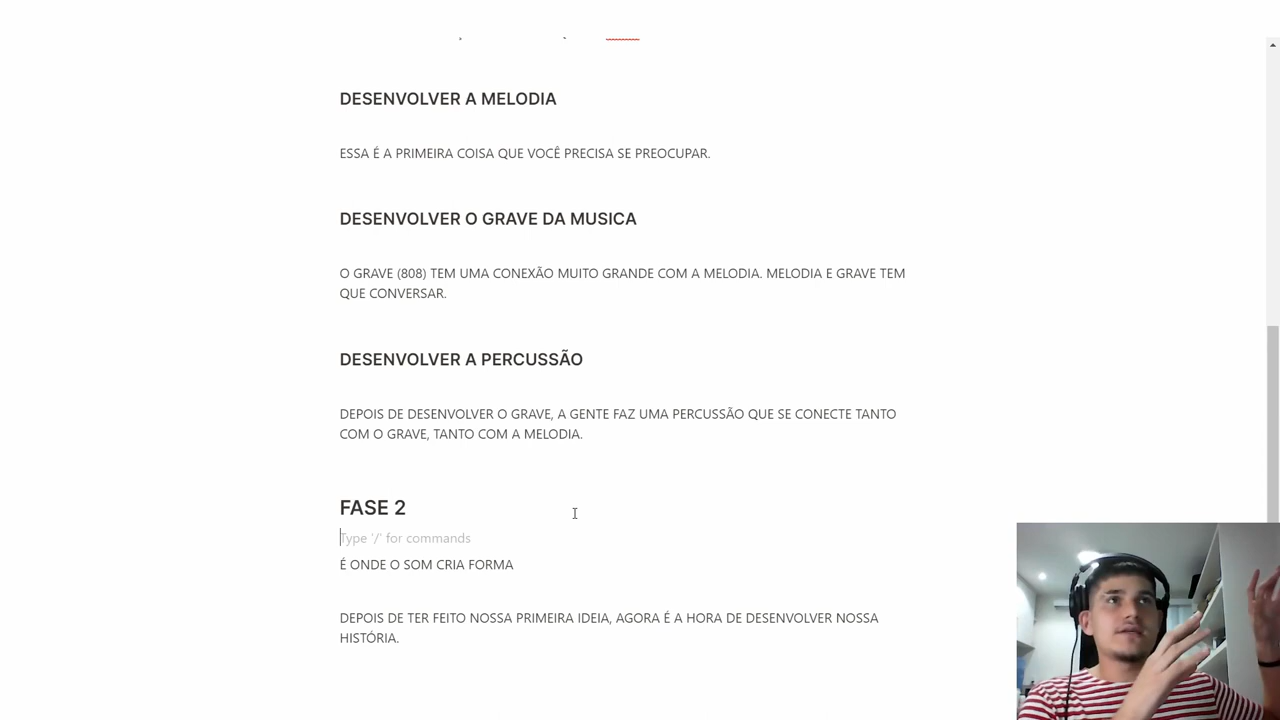 DESENVOLVER A MELODIA
ESSA É A PRIMEIRA COISA QUE VOCÊ PRECISA SE PREOCUPAR.
DESENVOLVER O GRAVE DA MUSICA
O GRAVE (808) TEM UMA CONEXÃO MUITO GRANDE COM A MELODIA. MELODIA E GRAVE TEM
QUE CONVERSAR.
DESENVOLVER A PERCUSSÃO
DEPOIS DE DESENVOLVER O GRAVE, A GENTE FAZ UMA PERCUSSÃO QUE SE CONECTE TANTO
COM O GRAVE, TANTO COM A MELODIA.
FASE 2
Type '/' for commands
É ONDE O SOM CRIA FORMA
DEPOIS DE TER FEITO NOSSA PRIMEIRA IDEIA, AGORA É A HORA DE DESENVOLVER NOSSA
HISTÓRIA.